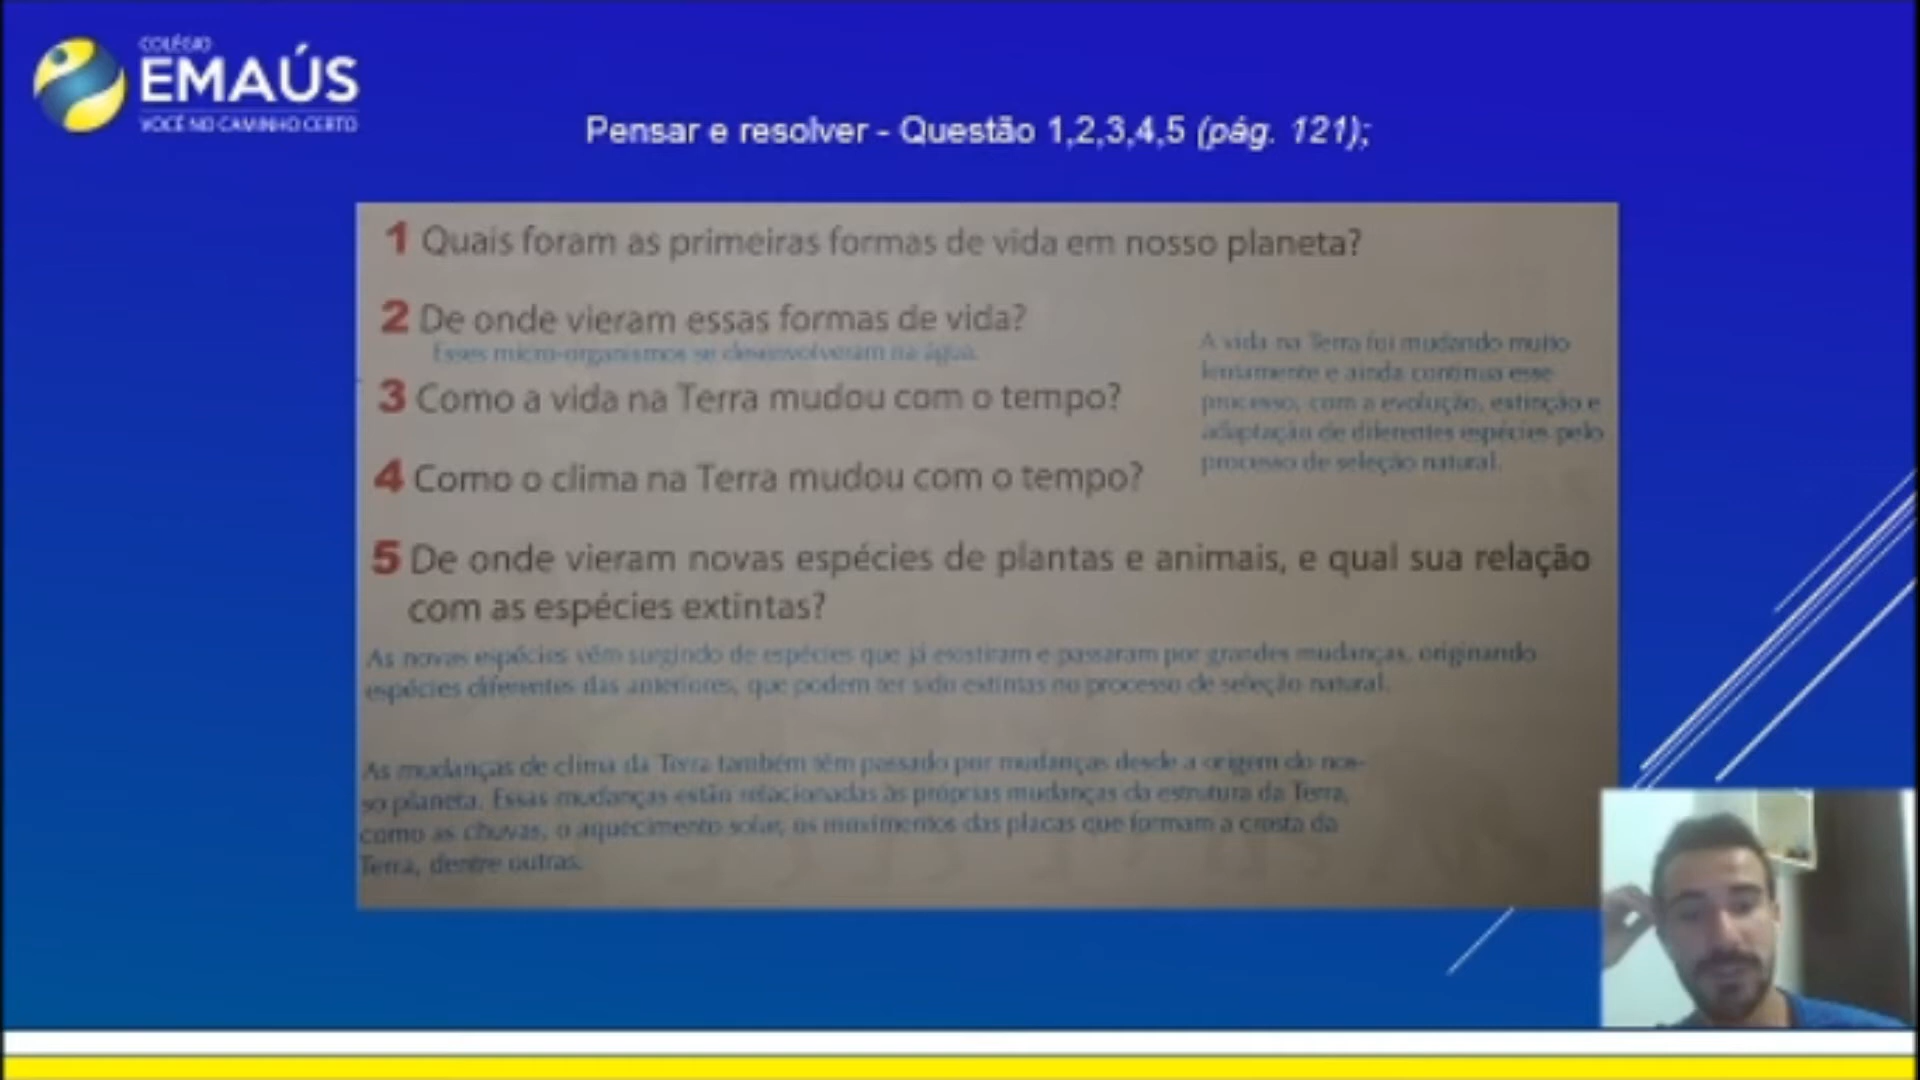 COLÉGIO
EMAÚS
VOCÊ NO CAMINHO CERTO
Pensar e resolver - Questão 1,2,3,4,5 (pág. 121);
1 Quais foram as primeiras formas de vida em nosso planeta?
2 De onde vieram essas formas de vida?
Esses micro-organismos se desenvolveram na água.
3 Como a vida na Terra mudou com o tempo?
A vida na Terra foi mudando muito
lentamente e ainda continua esse
processo, com a evolução, extinção e
adaptação de diferentes espécies pelo
processo de seleção natural.
4 Como o clima na Terra mudou com o tempo?
5 De onde vieram novas espécies de plantas e animais, e qual sua relação
com as espécies extintas?
As novas espécies vêm surgindo de espécies que já existiram e passaram por grandes mudanças, originando
espécies diferentes das anteriores, que podem ter sido extintas no processo de seleção natural.
As mudanças de clima da Terra também têm passado por mudanças desde a origem do nos-
so planeta. Essas mudanças estão relacionadas às próprias mudanças da estrutura da Terra,
como as chuvas, o aquecimento solar, os movimentos das placas que formam a crosta da
Terra, dentre outras.